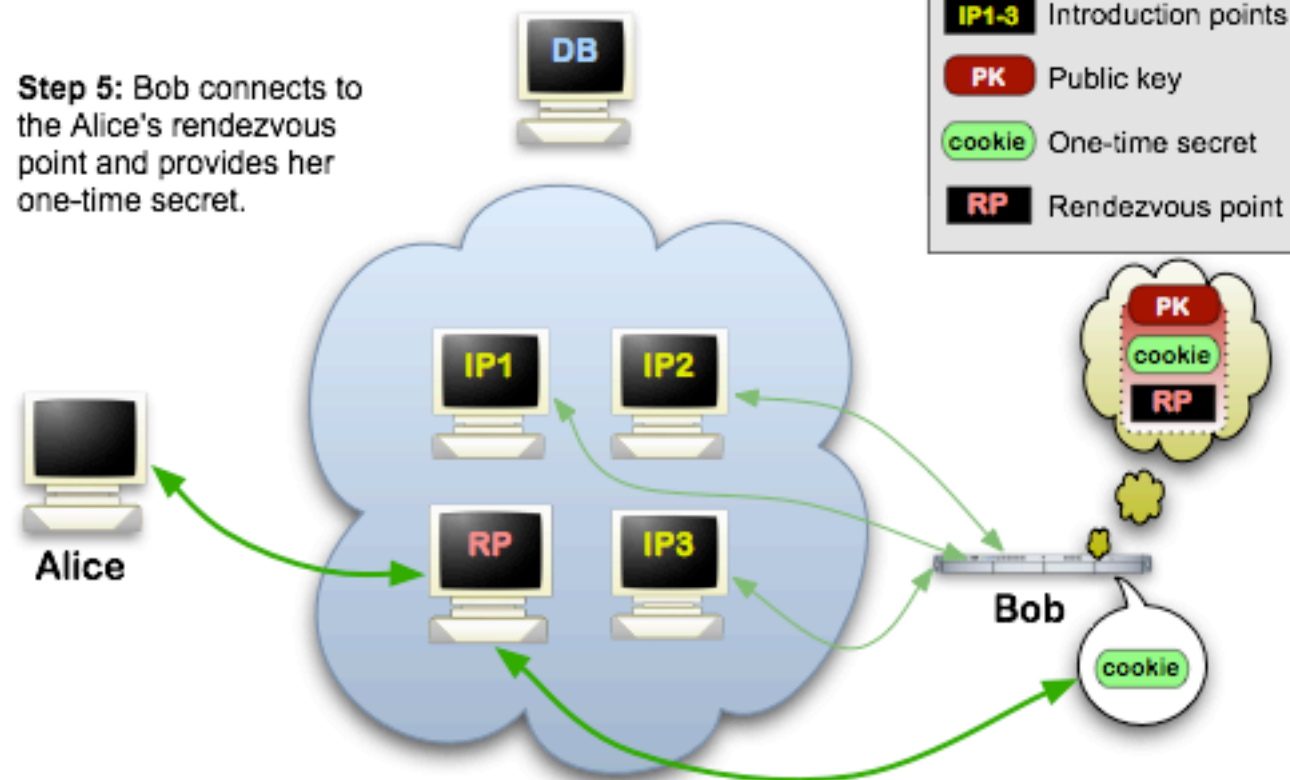 Step 5: Bob connects to
the Alice's rendezvous
point and provides her
one-time secret.
DB
IP1-3 Introduction points
PK Public key
cookie One-time secret
RP Rendezvous point
PK
cookie
RP
IP1
IP2
Alice
RP
IP3
Bob
cookie